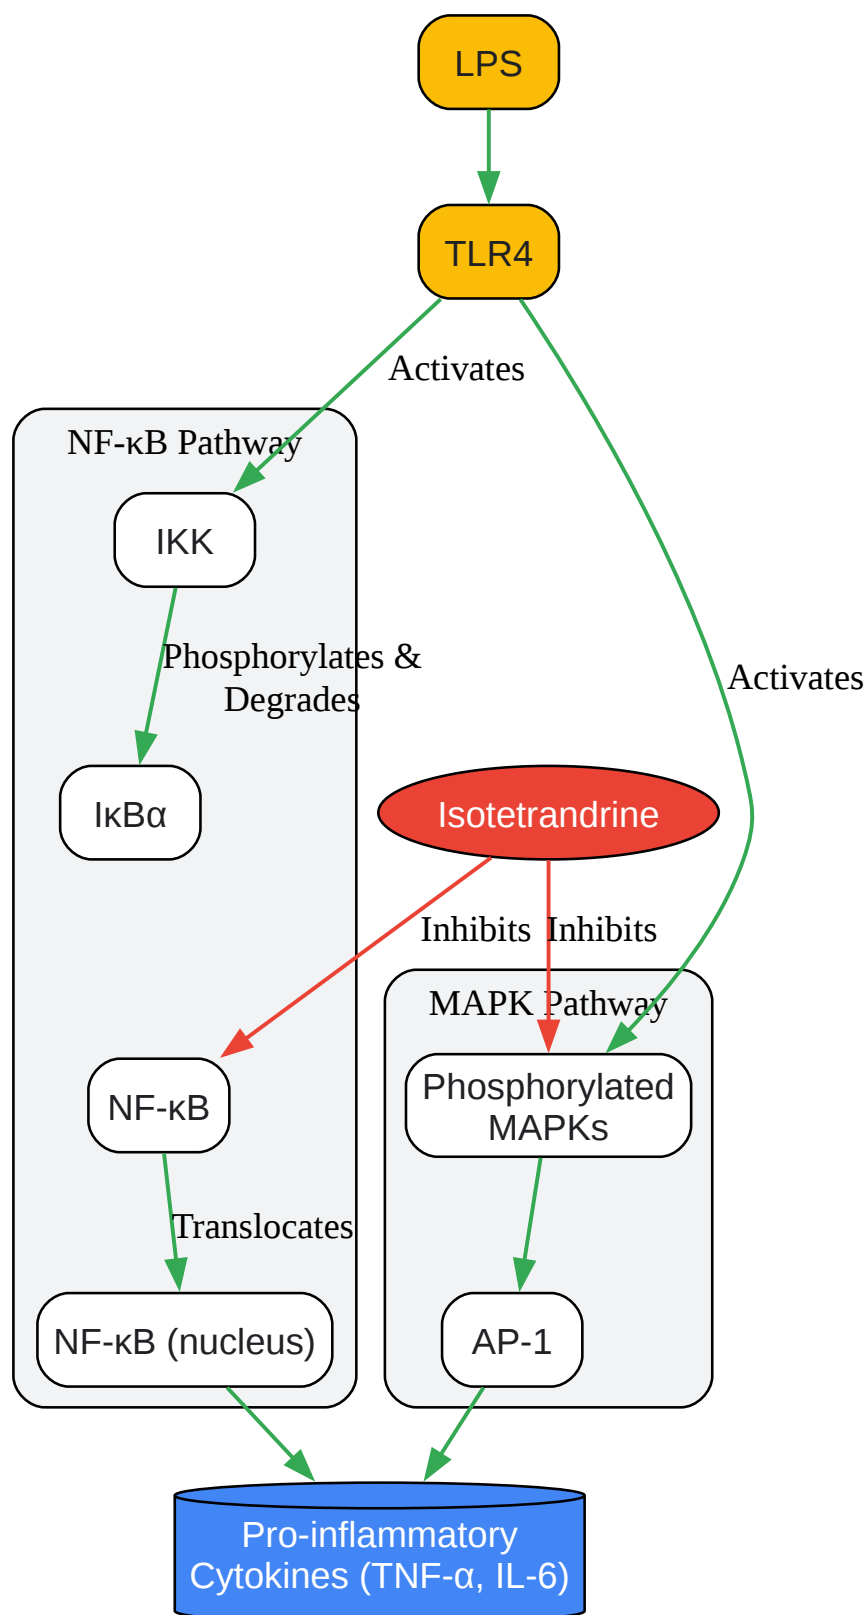 LPS
TLR4
Activates
NF-κB Pathway
IKK
Phosphorylates &
Degrades
Activates
IκBα
Isotetrandrine
Inhibits
Inhibits
MAPK Pathway
NF-κB
Phosphorylated
MAPKs
Translocates
NF-κB (nucleus)
AP-1
Pro-inflammatory
Cytokines (TNF-α, IL-6)